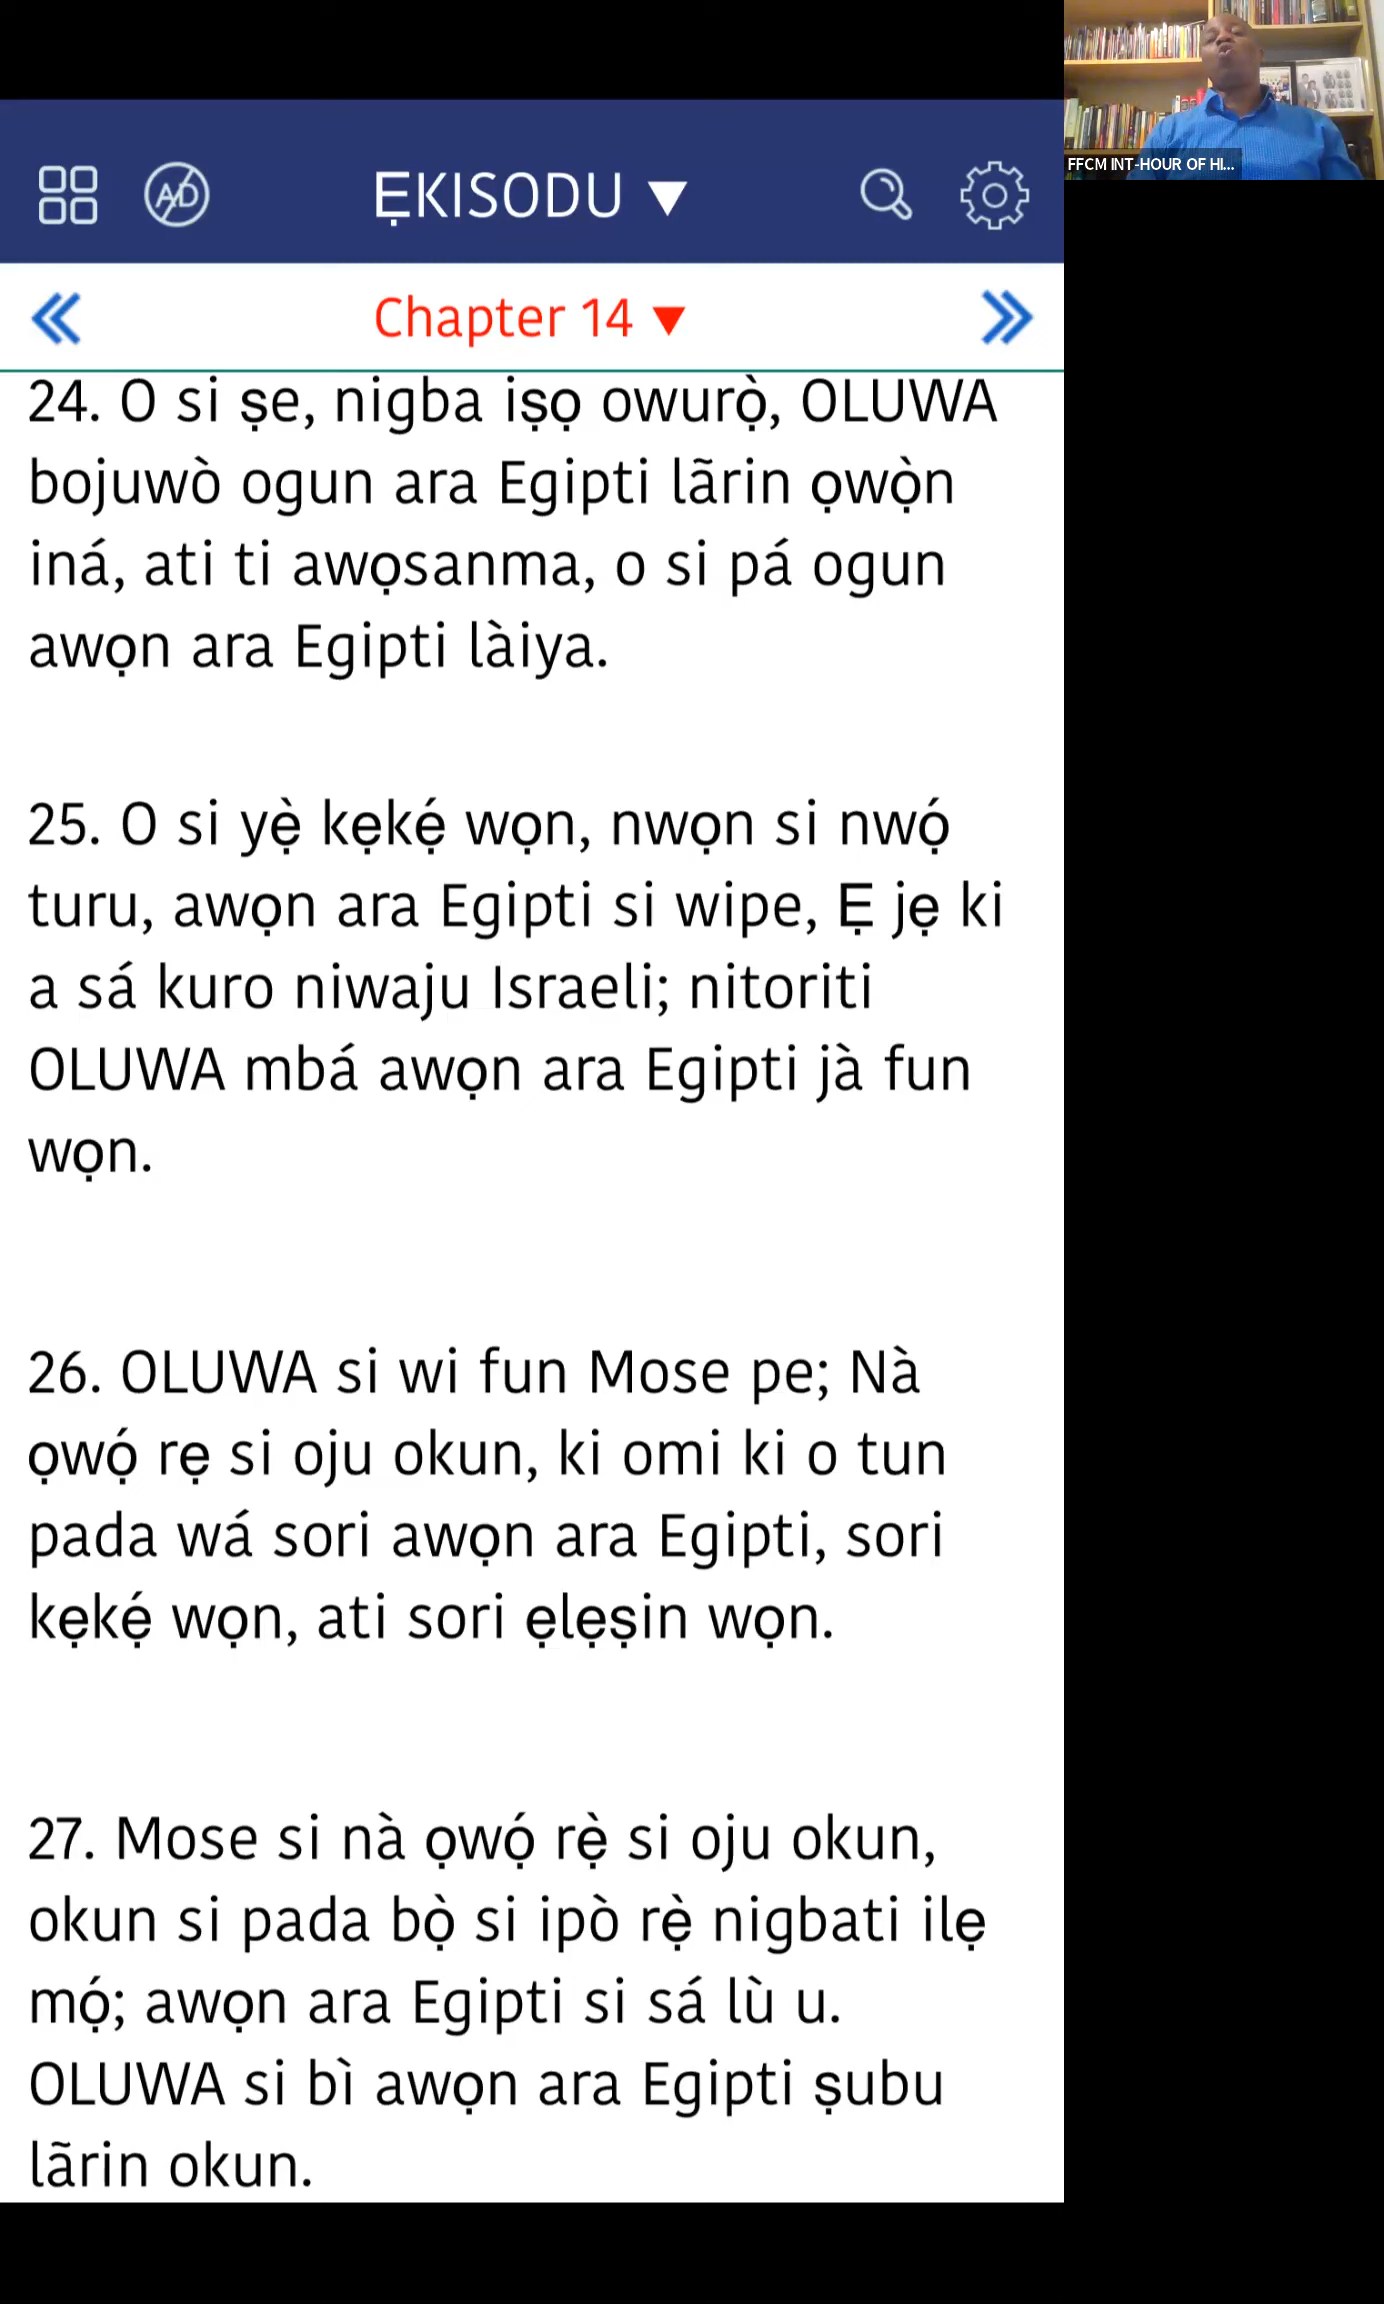 FFCM INT-HOUR OF HI...
ẸKISODU ▼
Chapter 14 ▼
24. O si ṣe, nigba iṣọ owurọ̀, OLUWA
bojuwò ogun ara Egipti lãrin ọwọ̀n
iná, ati ti awọsanma, o si pá ogun
awọn ara Egipti làiya.
25. O si yẹ̀ kẹkẹ́ wọn, nwọn si nwọ́
turu, awọn ara Egipti si wipe, Ẹ jẹ ki
a sá kuro niwaju Israeli; nitoriti
OLUWA mbá awọn ara Egipti jà fun
wọn.
26. OLUWA si wi fun Mose pe; Nà
ọwọ́ rẹ si oju okun, ki omi ki o tun
pada wá sori awọn ara Egipti, sori
kẹkẹ́ wọn, ati sori ẹlẹṣin wọn.
27. Mose si nà ọwọ́ rẹ̀ si oju okun,
okun si pada bọ̀ si ipò rẹ̀ nigbati ilẹ
mọ́; awọn ara Egipti si sá lù u.
OLUWA si bì awọn ara Egipti ṣubu
lãrin okun.